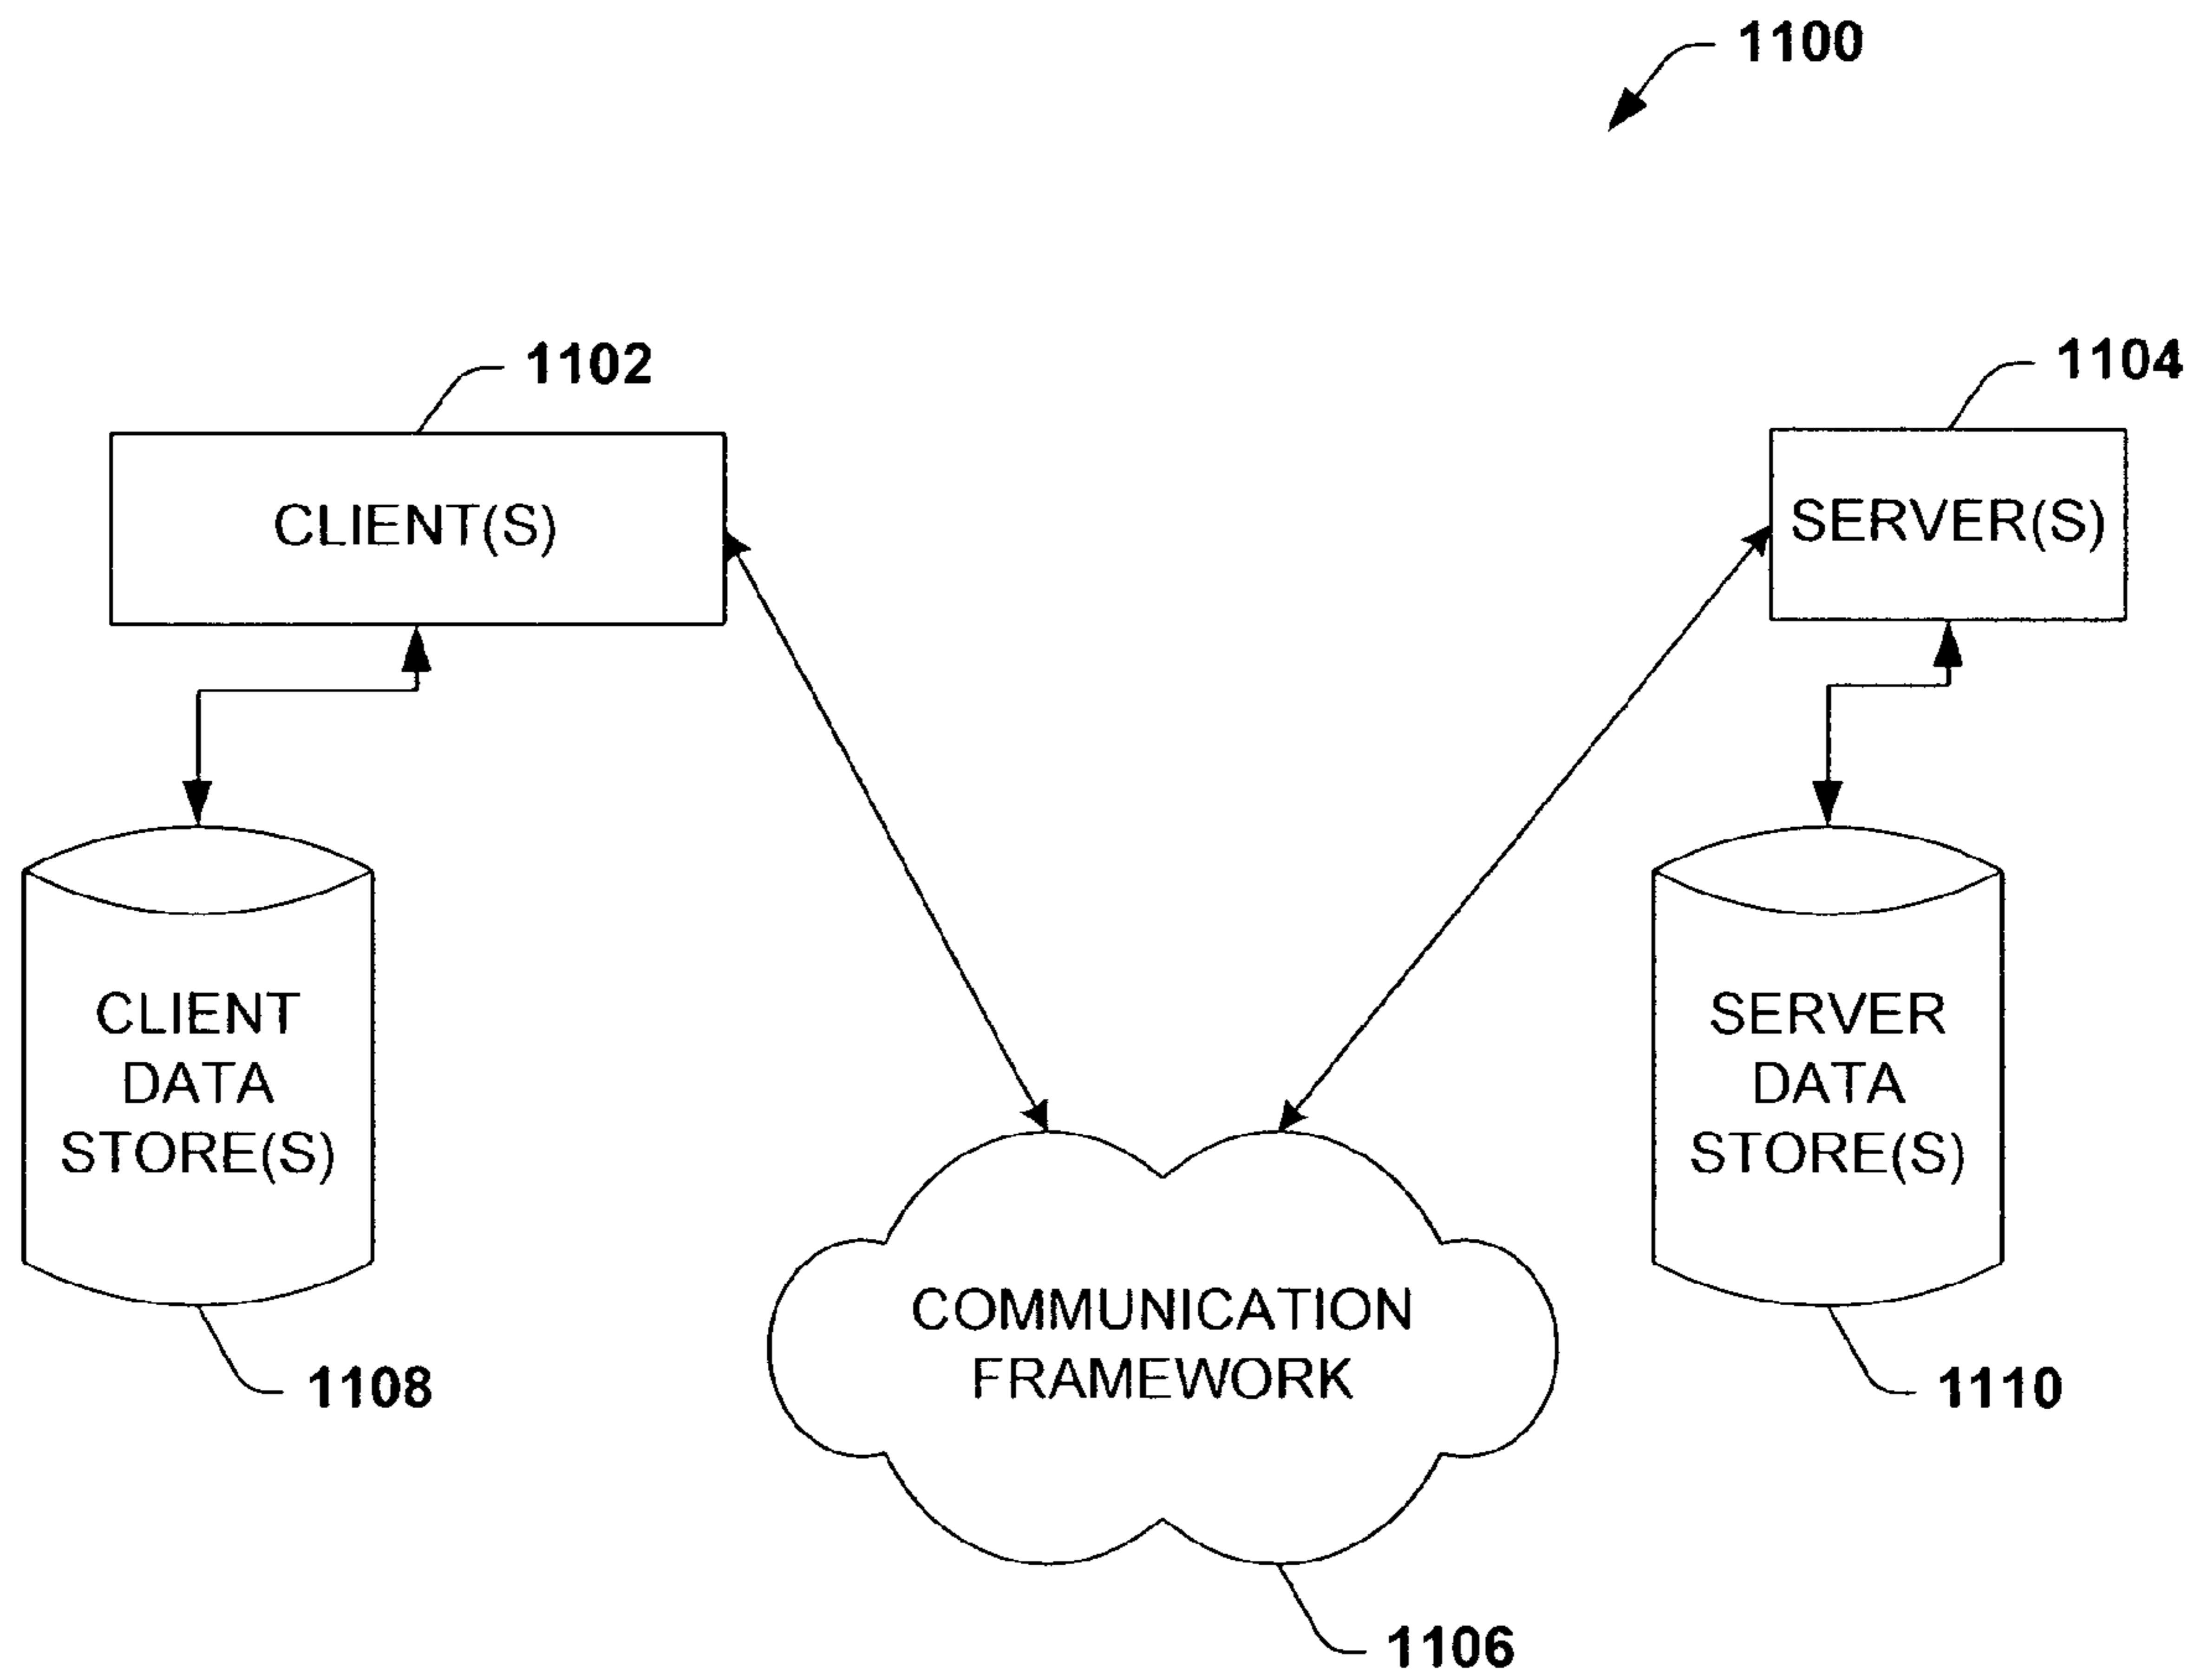 1100
1102
1104
CLIENT(S)
SERVER(S)
CLIENT
DATA
STORE(S)
SERVER
DATA
STORE(S)
COMMUNICATION
FRAMEWORK
1108
1110
1106